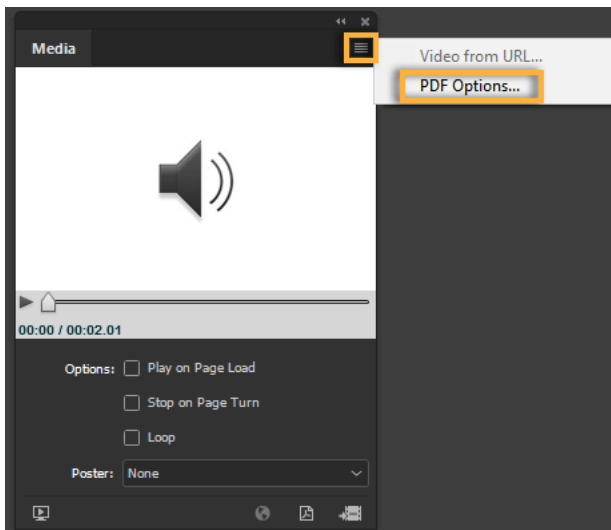 Media
Video from URL...
PDF Options...
00:00 / 00:02.01
Options: Play on Page Load
Stop on Page Turn
Loop
Poster: None